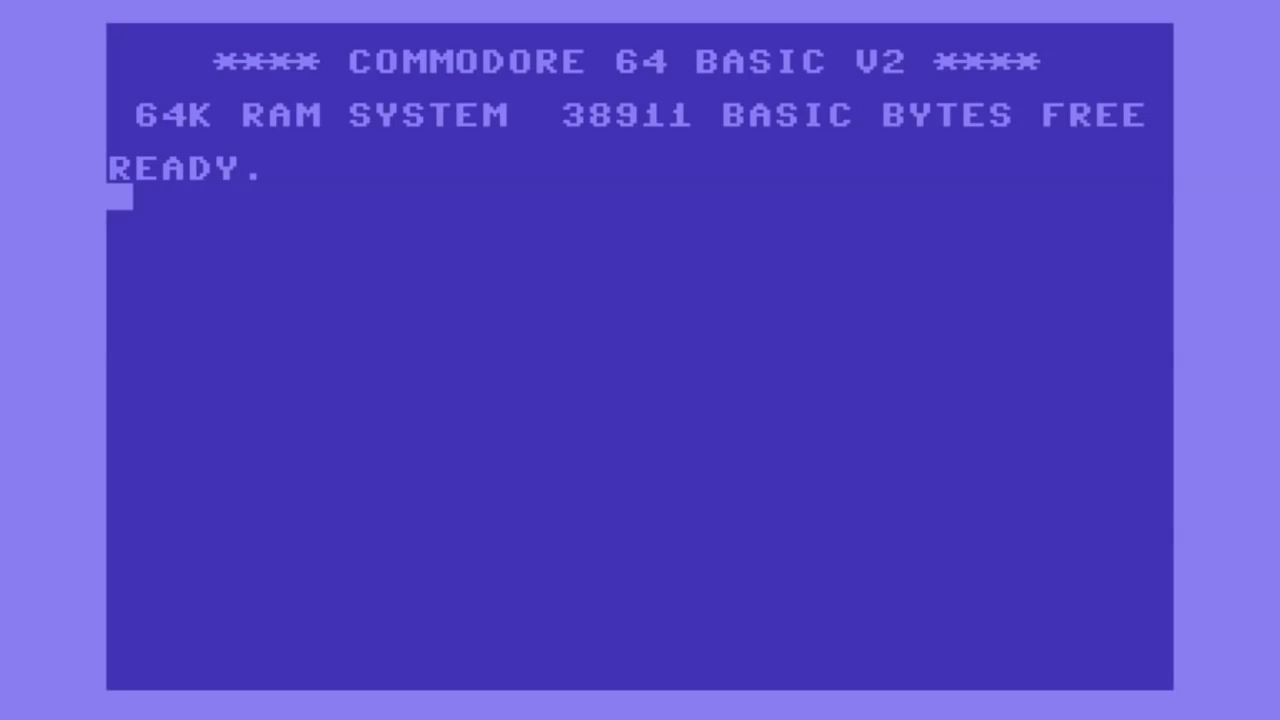 **** COMMODORE 64 BASIC V2 ****
64K RAM SYSTEM  38911 BASIC BYTES FREE
READY.